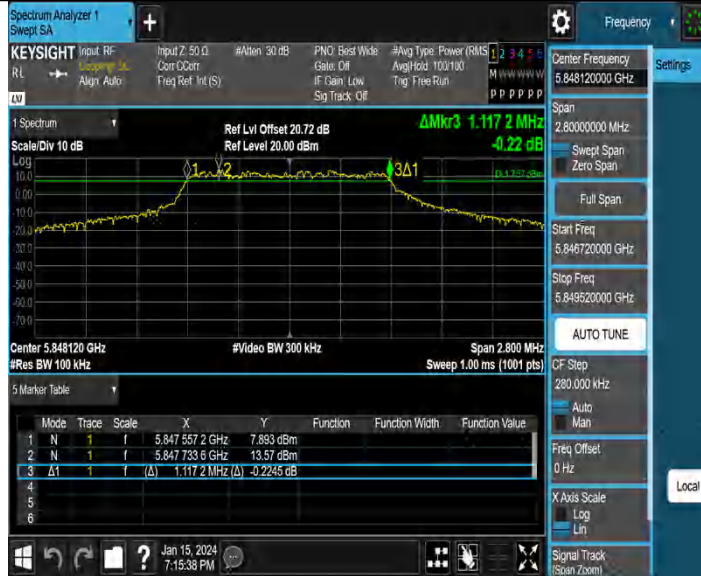 Spectrum Analyzer 1
Swept SA
+
Frequency
KEYSIGHT Input: RF
RL
Align: Auto
Input Z: 50 Ω
Corr CCorr
Freq Ref: Int (S)
#Atten: 30 dB
PNO: Best Wide
Gate: Off
IF Gain: Low
Sig Track: Off
#Avg Type: Power (RMS
Avg|Hold: 100/100
Trig: Free Run
1 2 3 4 5 6
M W W W W W
P P P P P P
LXI
1 Spectrum
Scale/Div 10 dB
Ref Lvl Offset 20.72 dB
Ref Level 20.00 dBm
ΔMkr3 1.117 2 MHz
-0.22 dB
Log
10.0
0.00
-10.0
-20.0
-30.0
-40.0
-50.0
-60.0
-70.0
1
2
3Δ1
Center 5.848120 GHz
#Res BW 100 kHz
#Video BW 300 kHz
Span 2.800 MHz
Sweep 1.00 ms (1001 pts)
5 Marker Table
Mode Trace Scale X Y Function Function Width Function Value
1 N 1 f 5.847 557 2 GHz 7.893 dBm
2 N 1 f 5.847 733 6 GHz 13.57 dBm
3 Δ1 1 f (Δ) 1.117 2 MHz (Δ) -0.2245 dB
4
5
6
?
Jan 15, 2024
7:15:38 PM
Center Frequency
5.848120000 GHz
Settings
Span
2.80000000 MHz
Swept Span
Zero Span
Full Span
Start Freq
5.846720000 GHz
Stop Freq
5.849520000 GHz
AUTO TUNE
CF Step
280.000 kHz
Auto
Man
Freq Offset
0 Hz
X Axis Scale
Log
Lin
Local
Signal Track
(Span Zoom)